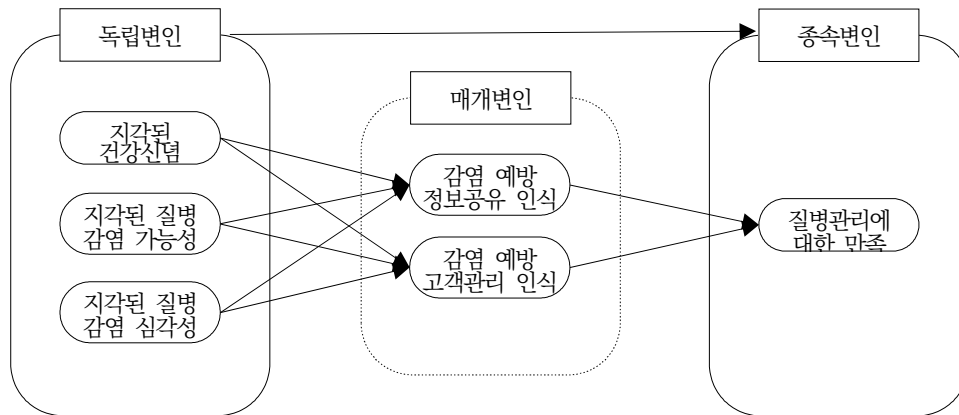 독립변인
종속변인
매개변인
지각된
건강신념
지각된 질병
감염 가능성
지각된 질병
감염 심각성
감염 예방
정보공유 인식
감염 예방
고객관리 인식
질병관리에
대한 만족